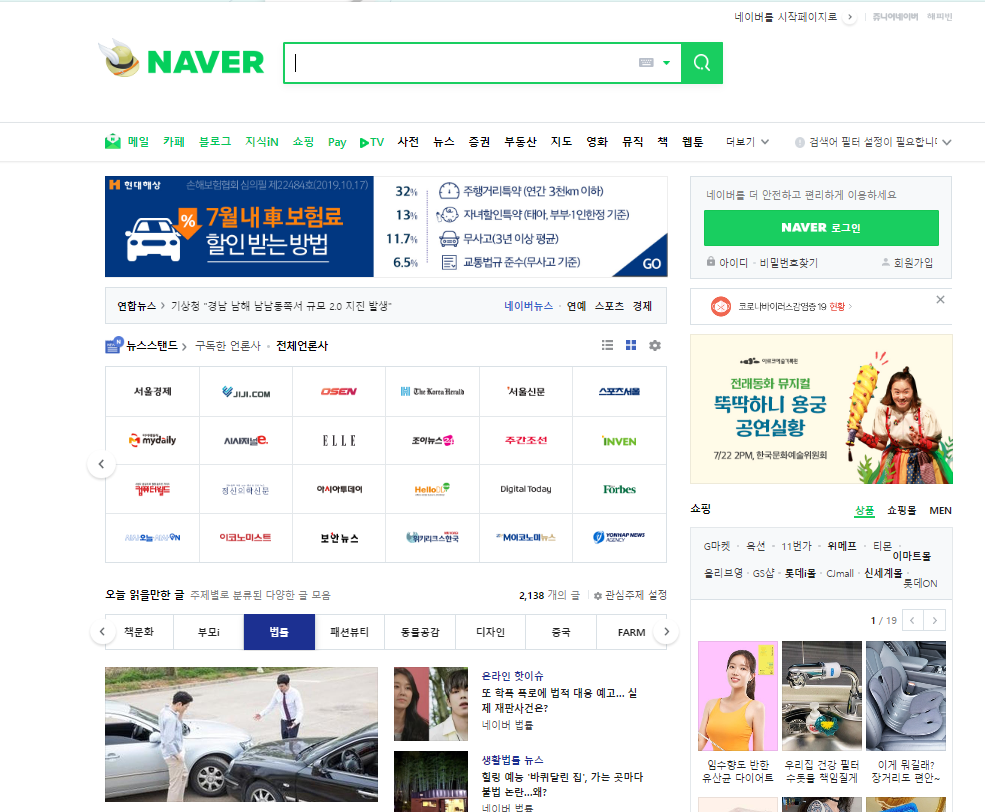 네이버를 시작페이지로
쥬니어네이버
해피빈
NAVER
메일 카페 블로그 지식iN 쇼핑 Pay TV 사전 뉴스 증권 부동산 지도 영화 뮤직 책 웹툰 더보기
검색어 필터 설정이 필요합니다
현대해상 손해보험협회 심의필 제22484호(2019.10.17)
% 7월 내 車 보험료
할인 받는 방법
32% 주행거리특약 (연간 3천km 이하)
13% 자녀할인특약 (태아, 부부·1인한정 기준)
11.7% 무사고(3년 이상 평균)
6.5% 교통법규 준수(무사고 기준)
GO
네이버를 더 안전하고 편리하게 이용하세요
NAVER 로그인
아이디 · 비밀번호찾기 회원가입
연합뉴스 › 기상청 "경남 남해 남남동쪽서 규모 2.0 지진 발생"
네이버뉴스 · 연예 스포츠 경제
코로나바이러스감염증19 현황 ›
뉴스스탠드 › 구독한 언론사 · 전체언론사
서울경제 JIJI.COM OSEN The Korea Herald 서울신문 스포츠서울
mydaily 시사저널e. ELLE 조이뉴스24 주간조선 INVEN
컴퓨터월드 정신의학신문 아시아투데이 HelloDD Digital Today Forbes
이코노미스트 보안뉴스 위키리크스한국 M이코노미뉴스 YONHAP NEWS AGENCY
전래동화 뮤지컬
뚝딱하니 용궁
공연실황
7/22 2PM, 한국문화예술위원회
쇼핑
상품 쇼핑몰 MEN
G마켓 · 옥션 · 11번가 · 위메프 · 티몬 · 이마트몰
올리브영 · GS샵 · 롯데i몰 · CJmall · 신세계몰 · 롯데ON
오늘 읽을만한 글 주제별로 분류된 다양한 글 모음
2,138 개의 글 관심주제 설정
책문화 부모i 법률 패션뷰티 동물공감 디자인 중국 FARM
1 / 19
온라인 핫이슈
또 학폭 폭로에 법적 대응 예고... 실
제 재판사건은?
네이버 법률
생활법률 뉴스
힐링 예능 '바퀴달린 집', 가는 곳마다
불법 논란...왜?
네이버 법률
임수향도 반한
유산균 다이어트
우리집 건강 필터
수돗물 책임질게
이게 뭐길래?
장거리도 편안~